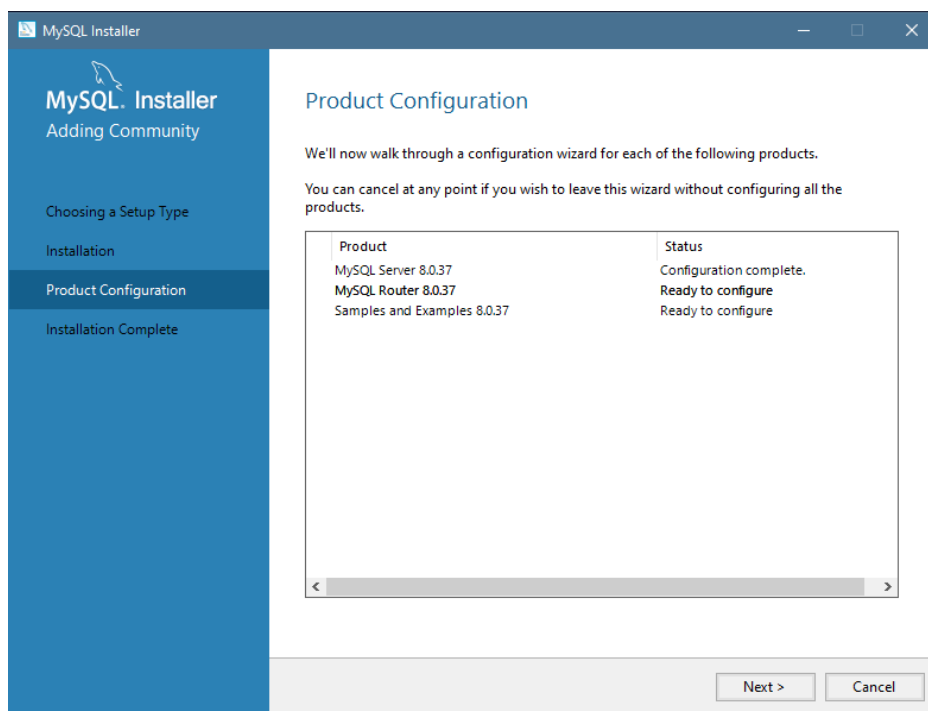 MySQL Installer
MySQL. Installer
Adding Community
Choosing a Setup Type
Installation
Product Configuration
Installation Complete
Product Configuration
We'll now walk through a configuration wizard for each of the following products.
You can cancel at any point if you wish to leave this wizard without configuring all the
products.
Product Status
MySQL Server 8.0.37 Configuration complete.
MySQL Router 8.0.37 Ready to configure
Samples and Examples 8.0.37 Ready to configure
Next > Cancel